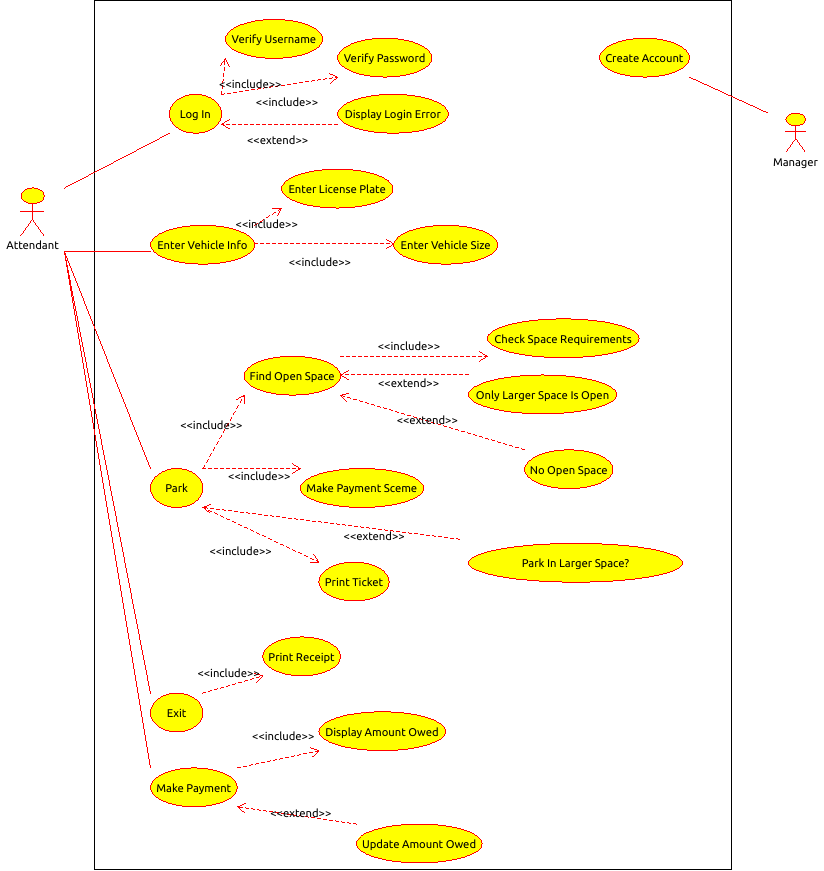 Verify Username
Verify Password
Create Account
<<include>>
<<include>>
Log In
Display Login Error
<<extend>>
Manager
Enter License Plate
<<include>>
Attendant
Enter Vehicle Info
Enter Vehicle Size
<<include>>
Check Space Requirements
<<include>>
Find Open Space
<<extend>>
Only Larger Space Is Open
<<include>>
<<extend>>
No Open Space
<<include>>
Park
Make Payment Sceme
<<extend>>
<<include>>
Park In Larger Space?
Print Ticket
Print Receipt
<<include>>
Exit
Display Amount Owed
<<include>>
Make Payment
<<extend>>
Update Amount Owed